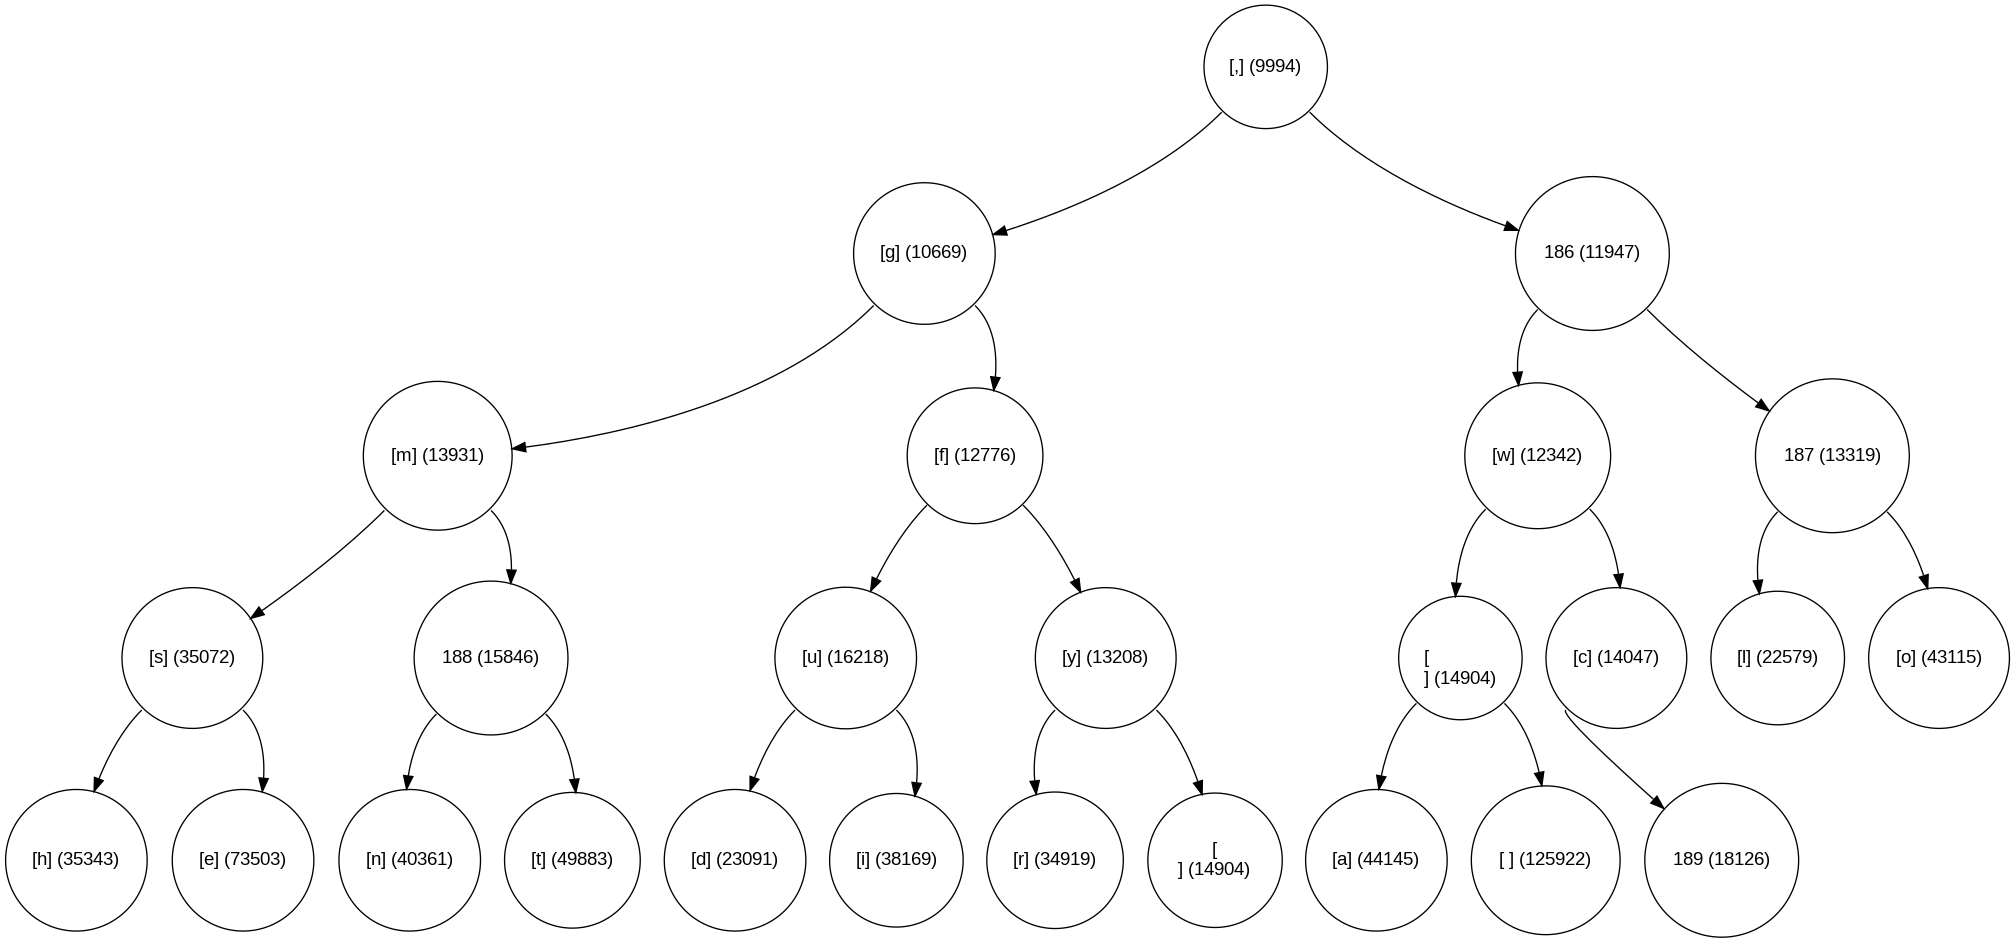 [,] (9994)
[g] (10669)
186 (11947)
[m] (13931)
[f] (12776)
[w] (12342)
187 (13319)
[s] (35072)
188 (15846)
[u] (16218)
[y] (13208)
[
] (14904)
[c] (14047)
[l] (22579)
[o] (43115)
[h] (35343)
[e] (73503)
[n] (40361)
[t] (49883)
[d] (23091)
[i] (38169)
[r] (34919)
[
] (14904)
[a] (44145)
[ ] (125922)
189 (18126)